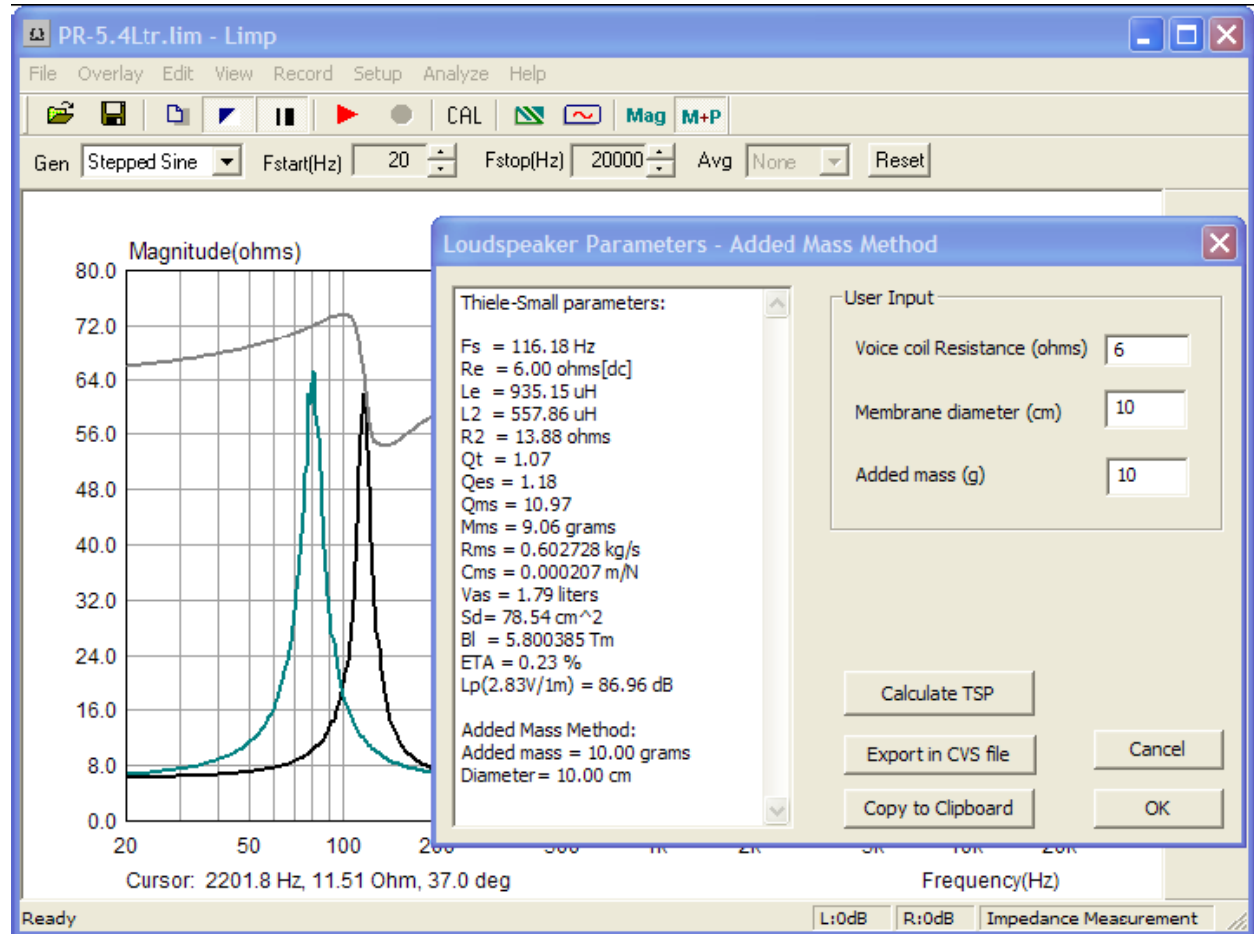 PR-5.4Ltr.lim - Limp
File Overlay Edit View Record Setup Analyze Help
CAL Mag M+P
Gen Stepped Sine Fstart(Hz) 20 Fstop(Hz) 20000 Avg None Reset
Magnitude(ohms)
80.0
72.0
64.0
56.0
48.0
40.0
32.0
24.0
16.0
8.0
0.0
20 50 100 200 500 1k 2k 5k 10k 20k
Cursor: 2201.8 Hz, 11.51 Ohm, 37.0 deg
Frequency(Hz)
Loudspeaker Parameters - Added Mass Method
Thiele-Small parameters:
Fs = 116.18 Hz
Re = 6.00 ohms[dc]
Le = 935.15 uH
L2 = 557.86 uH
R2 = 13.88 ohms
Qt = 1.07
Qes = 1.18
Qms = 10.97
Mms = 9.06 grams
Rms = 0.602728 kg/s
Cms = 0.000207 m/N
Vas = 1.79 liters
Sd= 78.54 cm^2
Bl = 5.800385 Tm
ETA = 0.23 %
Lp(2.83V/1m) = 86.96 dB
Added Mass Method:
Added mass = 10.00 grams
Diameter= 10.00 cm
User Input
Voice coil Resistance (ohms) 6
Membrane diameter (cm) 10
Added mass (g) 10
Calculate TSP
Export in CVS file
Cancel
Copy to Clipboard
OK
Ready
L:0dB R:0dB Impedance Measurement